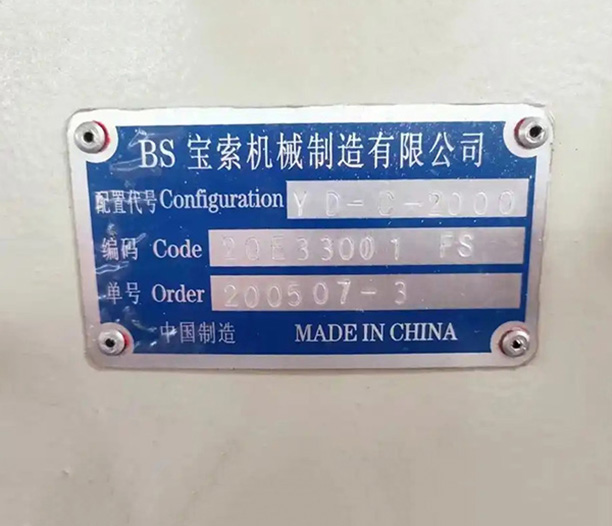 BS 宝索机械制造有限公司
配置代号 Configuration YD-C-2000
编码 Code 20E33001 FS
单号 Order 200507-3
中国制造 MADE IN CHINA